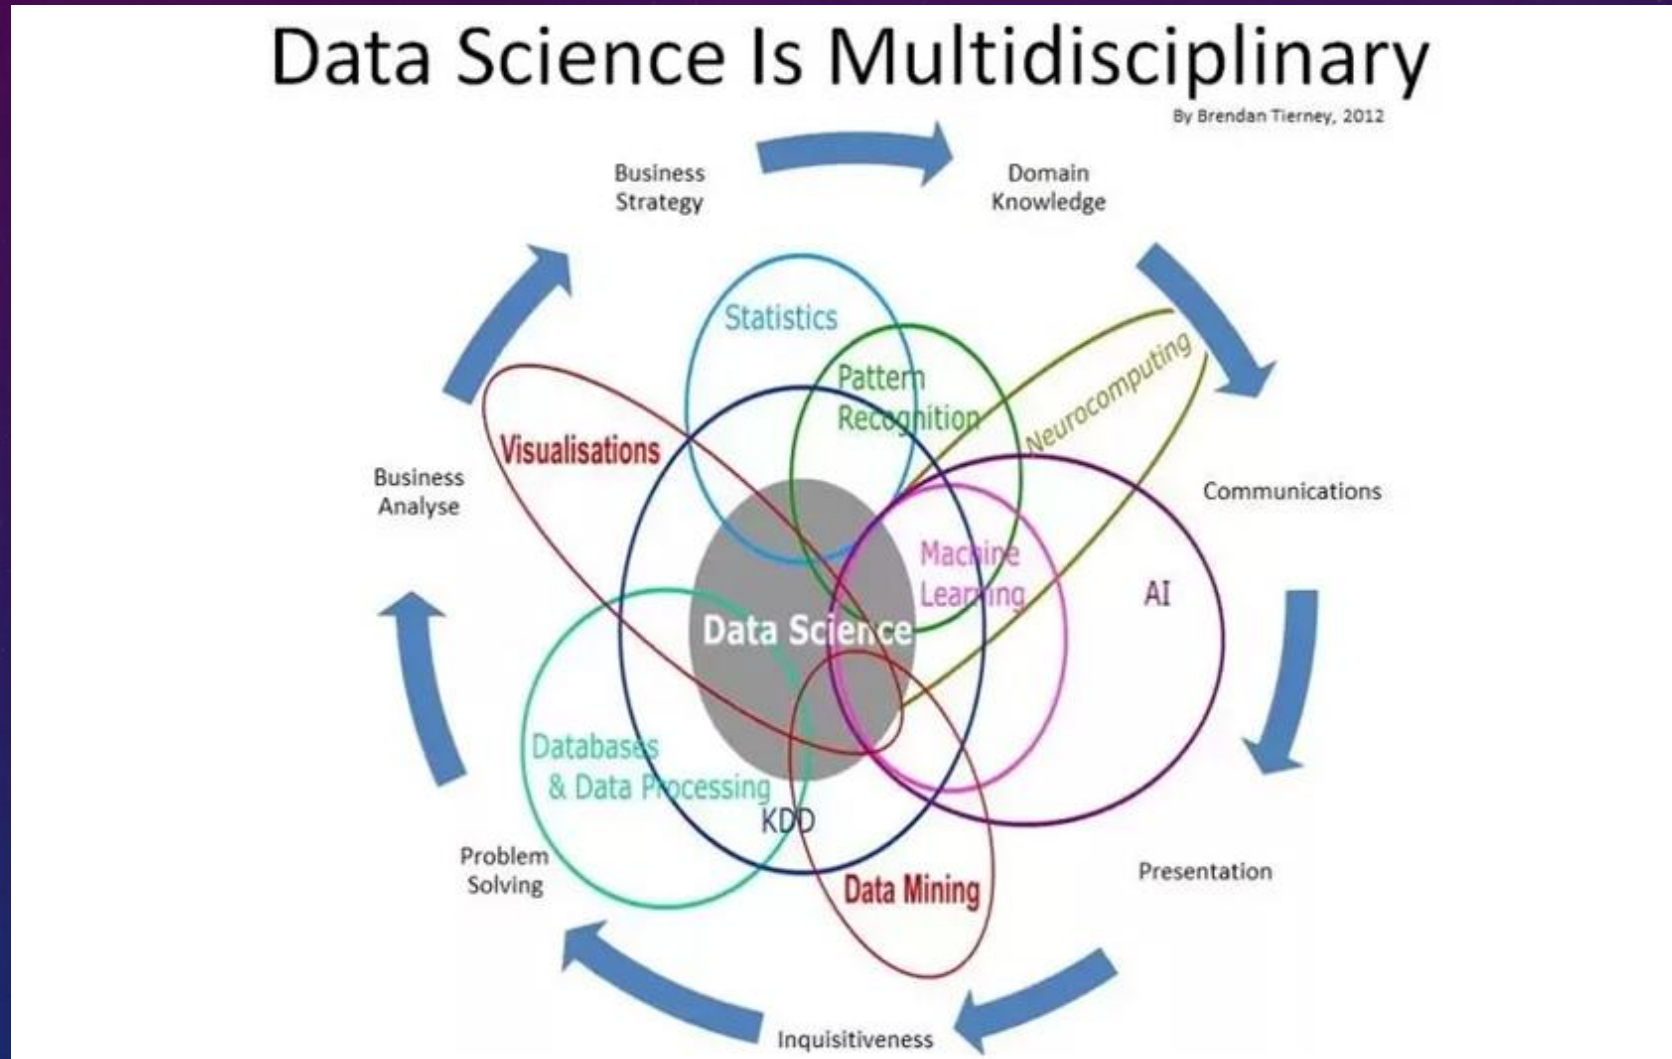 Data Science Is Multidisciplinary
By Brendan Tierney, 2012
Business
Strategy
Domain
Knowledge
Statistics
Pattern
Recognition
Neurocomputing
Visualisations
Business
Analyse
Communications
Machine
Learning
AI
Data Science
Databases
& Data Processing
KDD
Problem
Solving
Data Mining
Presentation
Inquisitiveness